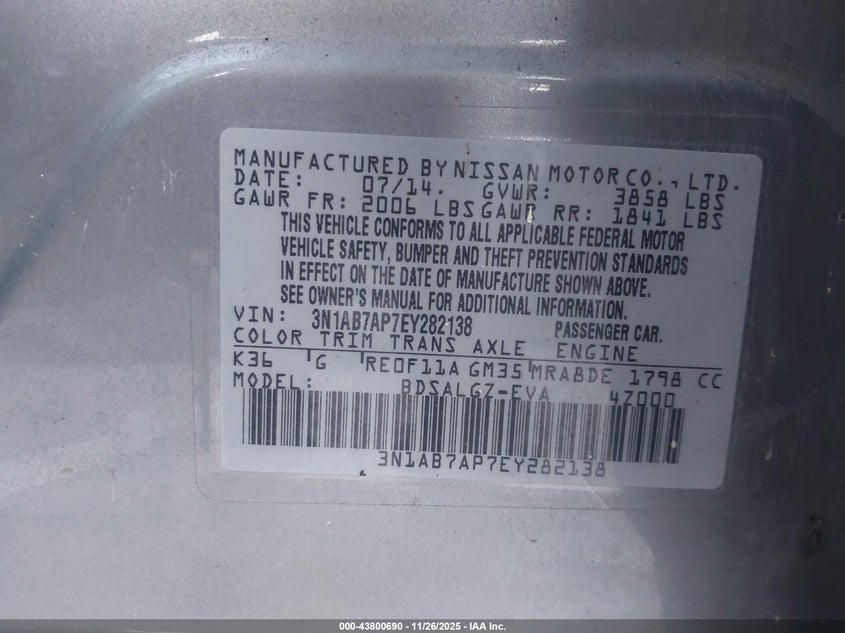 MANUFACTURED BY NISSAN MOTOR CO., LTD.
DATE: 07/14. GVWR: 3858 LBS
GAWR FR: 2006 LBS GAWR RR: 1841 LBS
THIS VEHICLE CONFORMS TO ALL APPLICABLE FEDERAL MOTOR
VEHICLE SAFETY, BUMPER AND THEFT PREVENTION STANDARDS
IN EFFECT ON THE DATE OF MANUFACTURE SHOWN ABOVE.
SEE OWNER'S MANUAL FOR ADDITIONAL INFORMATION.
VIN: 3N1AB7AP7EY282138 PASSENGER CAR.
COLOR TRIM TRANS AXLE ENGINE
K36 G RE0F11A GM35 MRA8DE 1798 CC
MODEL: BDSALGZ-EVA 4Z000
3N1AB7AP7EY282138
000-43800690 - 11/26/2025 - IAA Inc.